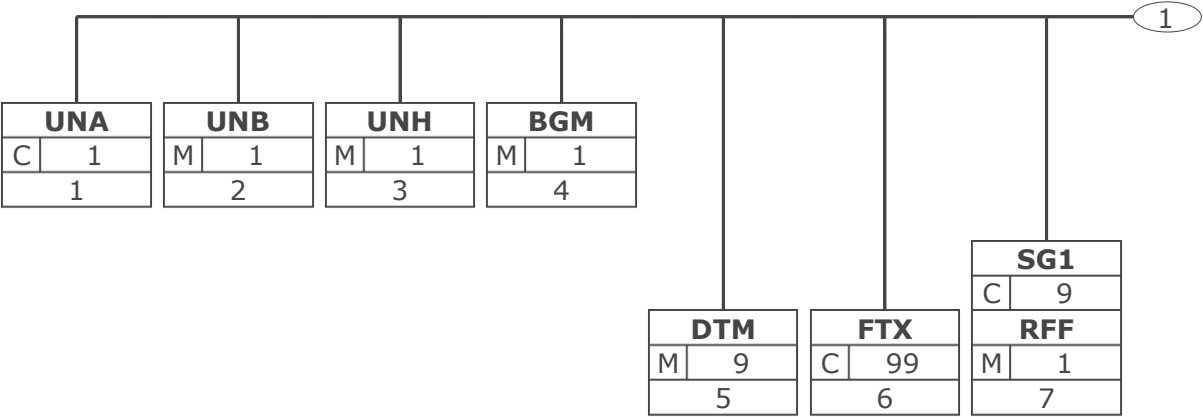 1
UNA
C 1
1
UNB
M 1
2
UNH
M 1
3
BGM
M 1
4
DTM
M 9
5
FTX
C 99
6
SG1
C 9
RFF
M 1
7